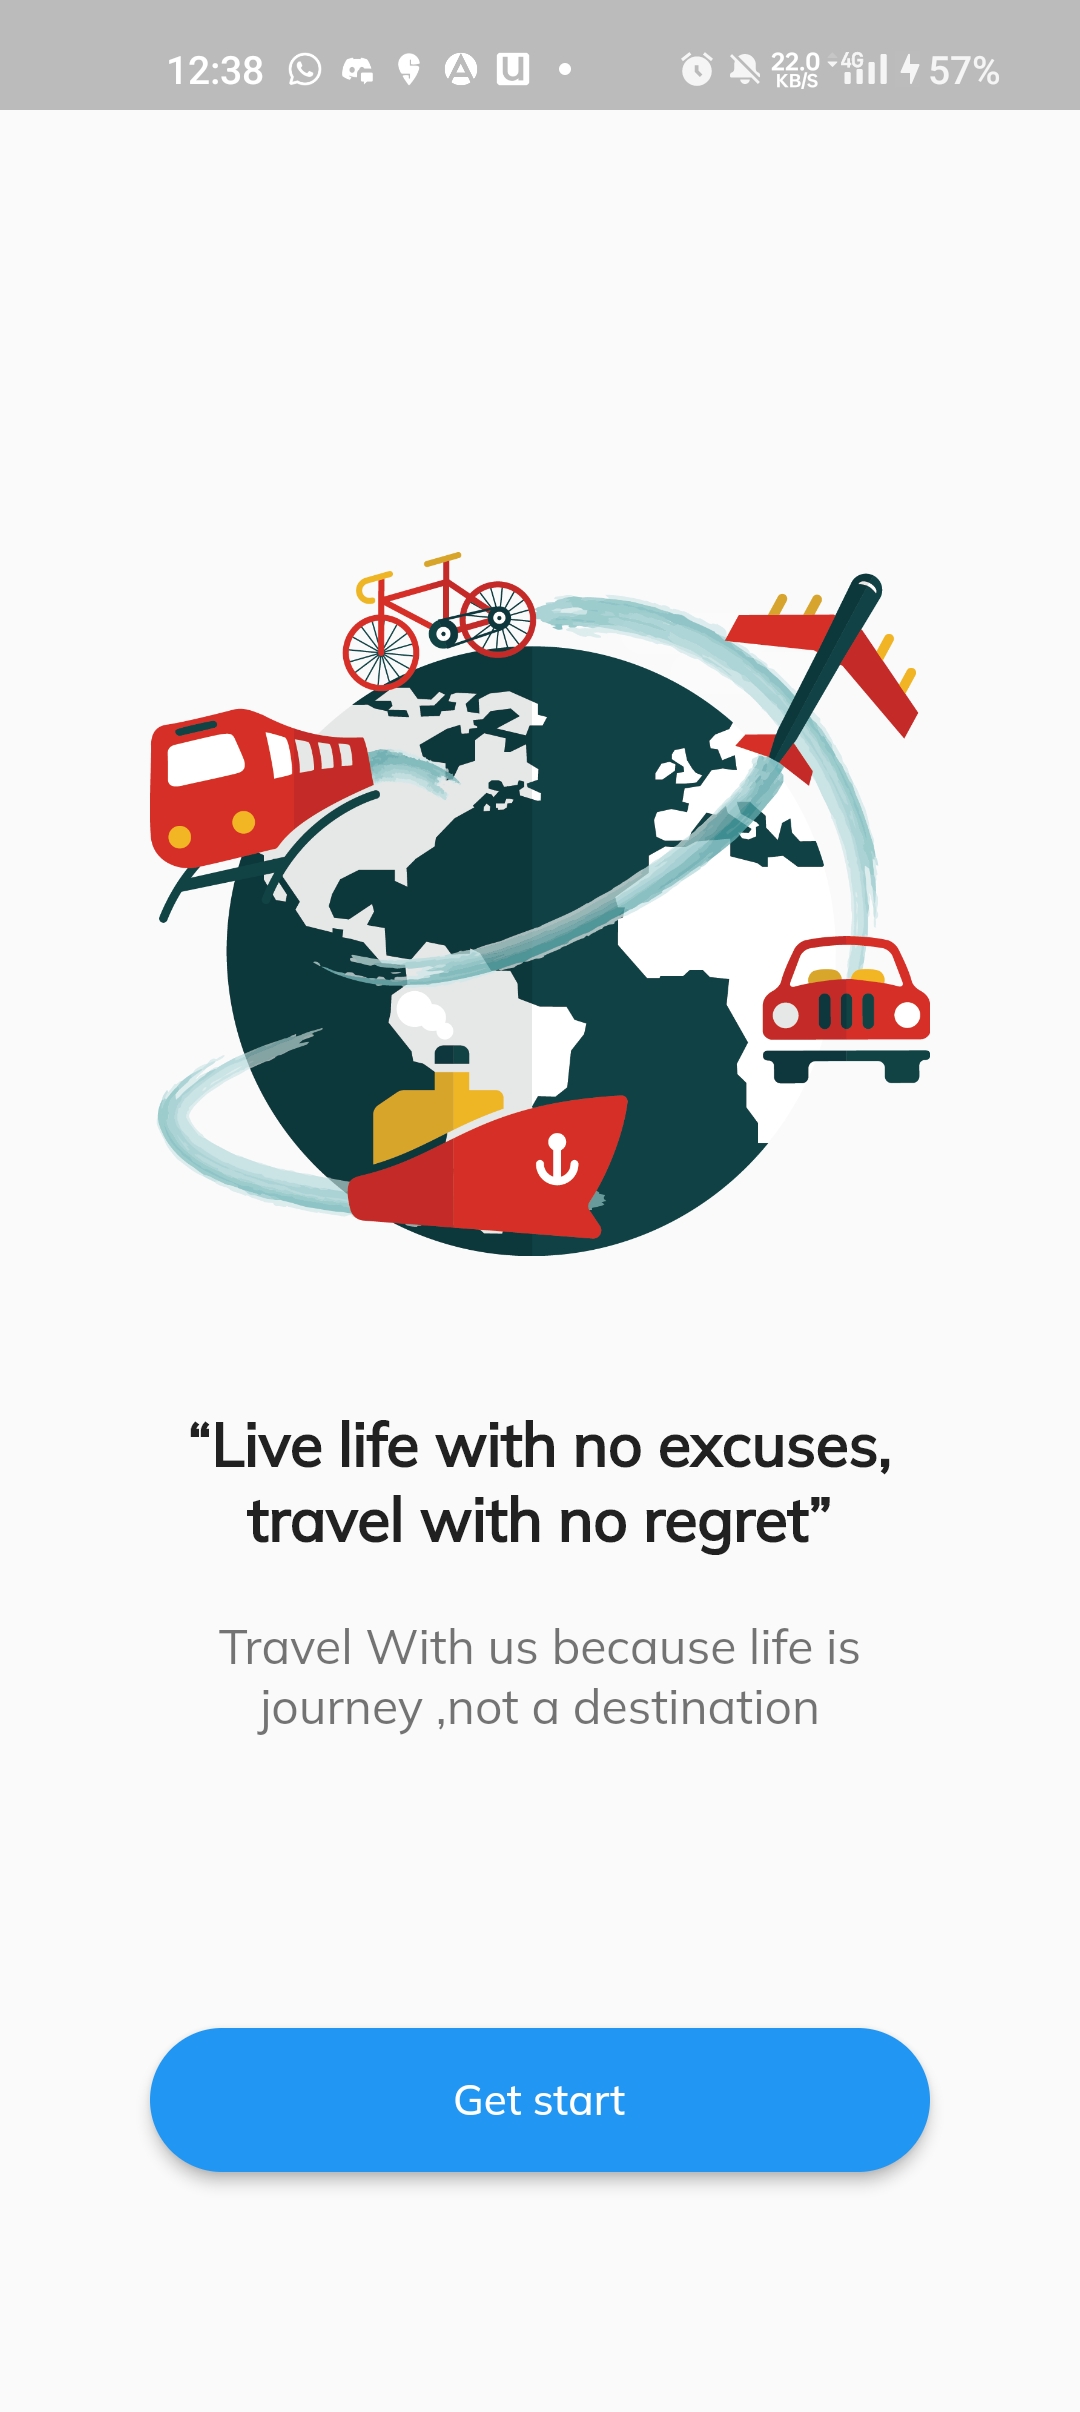 12:38 22.0 KB/S 4G 57%
“Live life with no excuses,
travel with no regret”
Travel With us because life is
journey ,not a destination
Get start